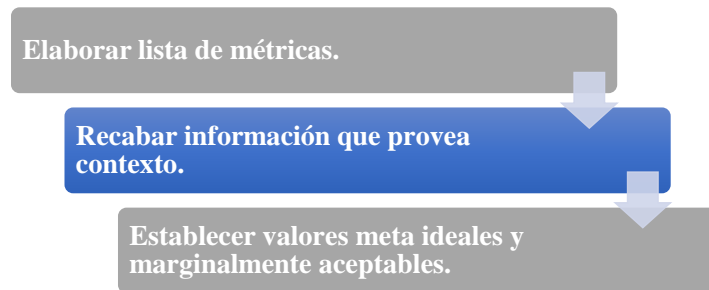 Elaborar lista de métricas.
Recabar información que provea
contexto.
Establecer valores meta ideales y
marginalmente aceptables.